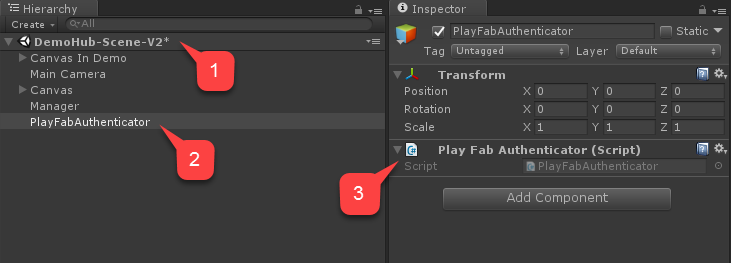 Hierarchy
Create All
DemoHub-Scene-V2*
Canvas In Demo
Main Camera
Canvas
Manager
PlayFabAuthenticator
1
2
Inspector
PlayFabAuthenticator Static
Tag Untagged Layer Default
Transform
Position X 0 Y 0 Z 0
Rotation X 0 Y 0 Z 0
Scale X 1 Y 1 Z 1
C# Play Fab Authenticator (Script)
Script PlayFabAuthenticator
3
Add Component